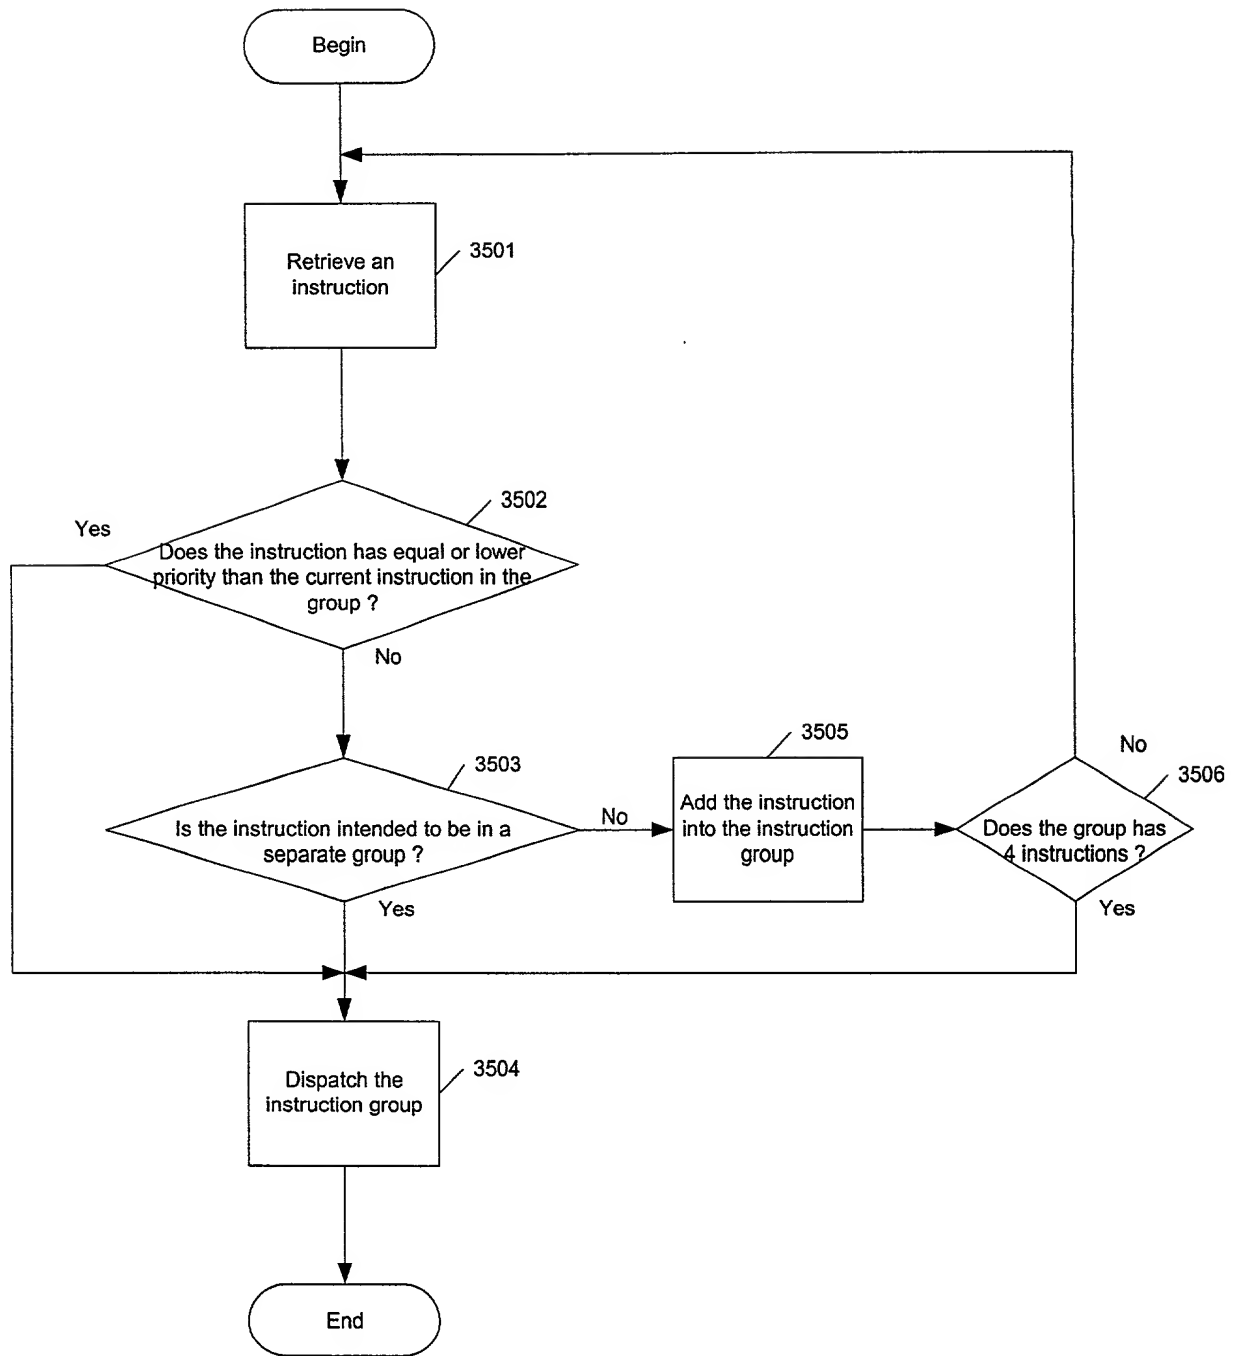 Begin
Retrieve an
instruction
3501
3502
Yes
Does the instruction has equal or lower
priority than the current instruction in the
group ?
No
3503
Is the instruction intended to be in a
separate group ?
No
Yes
3505
Add the instruction
into the instruction
group
No
3506
Does the group has
4 instructions ?
Yes
Dispatch the
instruction group
3504
End